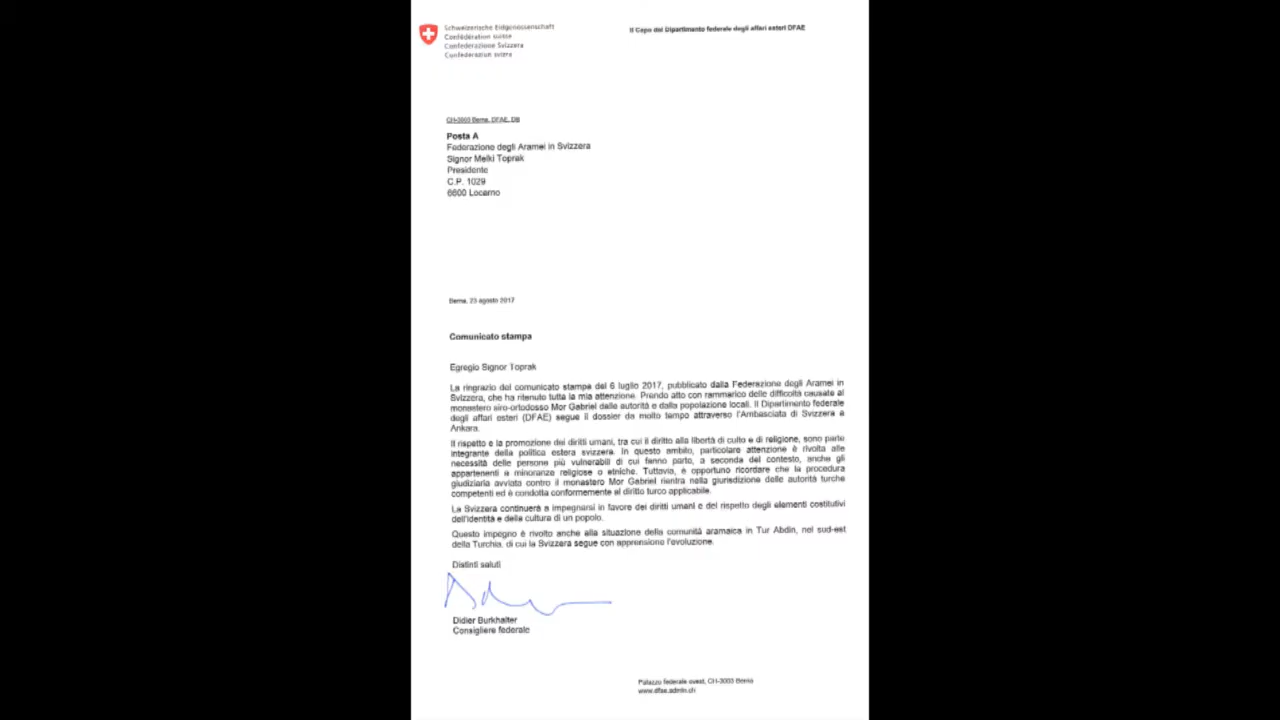 Schweizerische Eidgenossenschaft
Confédération suisse
Confederazione Svizzera
Confederaziun svizra
Il Capo del Dipartimento federale degli affari esteri DFAE
CH-3003 Berna, DFAE, DB
Posta A
Federazione degli Aramei in Svizzera
Signor Melki Toprak
Presidente
C.P. 1029
6600 Locarno
Berna, 23 agosto 2017
Comunicato stampa
Egregio Signor Toprak
La ringrazio del comunicato stampa del 6 luglio 2017, pubblicato dalla Federazione degli Aramei in
Svizzera, che ha ritenuto tutta la mia attenzione. Prendo atto con rammarico delle difficoltà causate al
monastero siro-ortodosso Mor Gabriel dalle autorità e dalla popolazione locali. Il Dipartimento federale
degli affari esteri (DFAE) segue il dossier da molto tempo attraverso l'Ambasciata di Svizzera a
Ankara.
Il rispetto e la promozione dei diritti umani, tra cui il diritto alla libertà di culto e di religione, sono parte
integrante della politica estera svizzera. In questo ambito, particolare attenzione è rivolta alle
necessità delle persone più vulnerabili di cui fanno parte, a seconda del contesto, anche gli
appartenenti a minoranze religiose o etniche. Tuttavia, è opportuno ricordare che la procedura
giudiziaria avviata contro il monastero Mor Gabriel rientra nella giurisdizione delle autorità turche
competenti ed è condotta conformemente al diritto turco applicabile.
La Svizzera continuerà a impegnarsi in favore dei diritti umani e del rispetto degli elementi costitutivi
dell'identità e della cultura di un popolo.
Questo impegno è rivolto anche alla situazione della comunità aramaica in Tur Abdin, nel sud-est
della Turchia, di cui la Svizzera segue con apprensione l'evoluzione.
Distinti saluti
Didier Burkhalter
Consigliere federale
Palazzo federale ovest, CH-3003 Berna
www.dfae.admin.ch